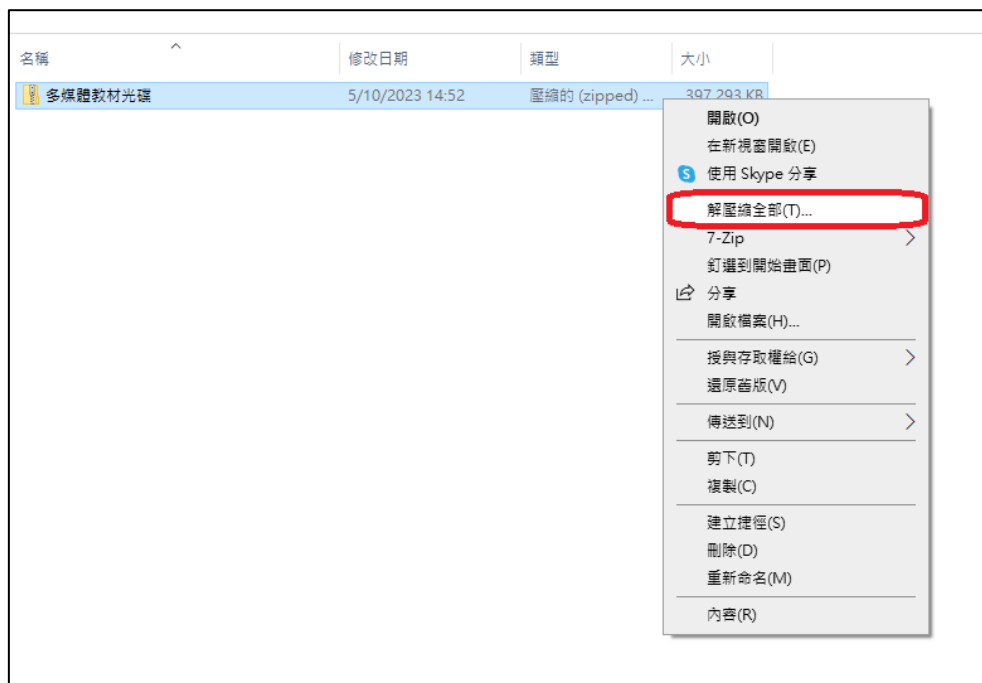 名稱 修改日期 類型 大小
多媒體教材光碟 5/10/2023 14:52 壓縮的 (zipped) ... 397,293 KB
開啟(O)
在新視窗開啟(E)
使用 Skype 分享
解壓縮全部(T)...
7-Zip
釘選到開始畫面(P)
分享
開啟檔案(H)...
授與存取權給(G)
還原舊版(V)
傳送到(N)
剪下(T)
複製(C)
建立捷徑(S)
刪除(D)
重新命名(M)
內容(R)